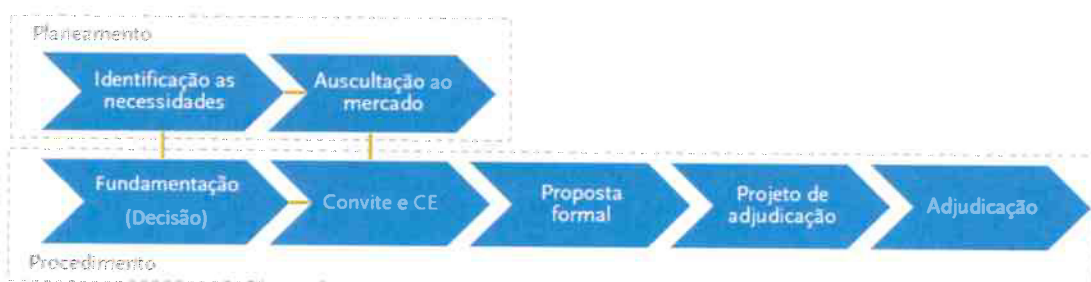 Planeamento
Identificação as
necessidades
Auscultação ao
mercado
Fundamentação
(Decisão)
Convite e CE
Proposta
formal
Projeto de
adjudicação
Adjudicação
Procedimento